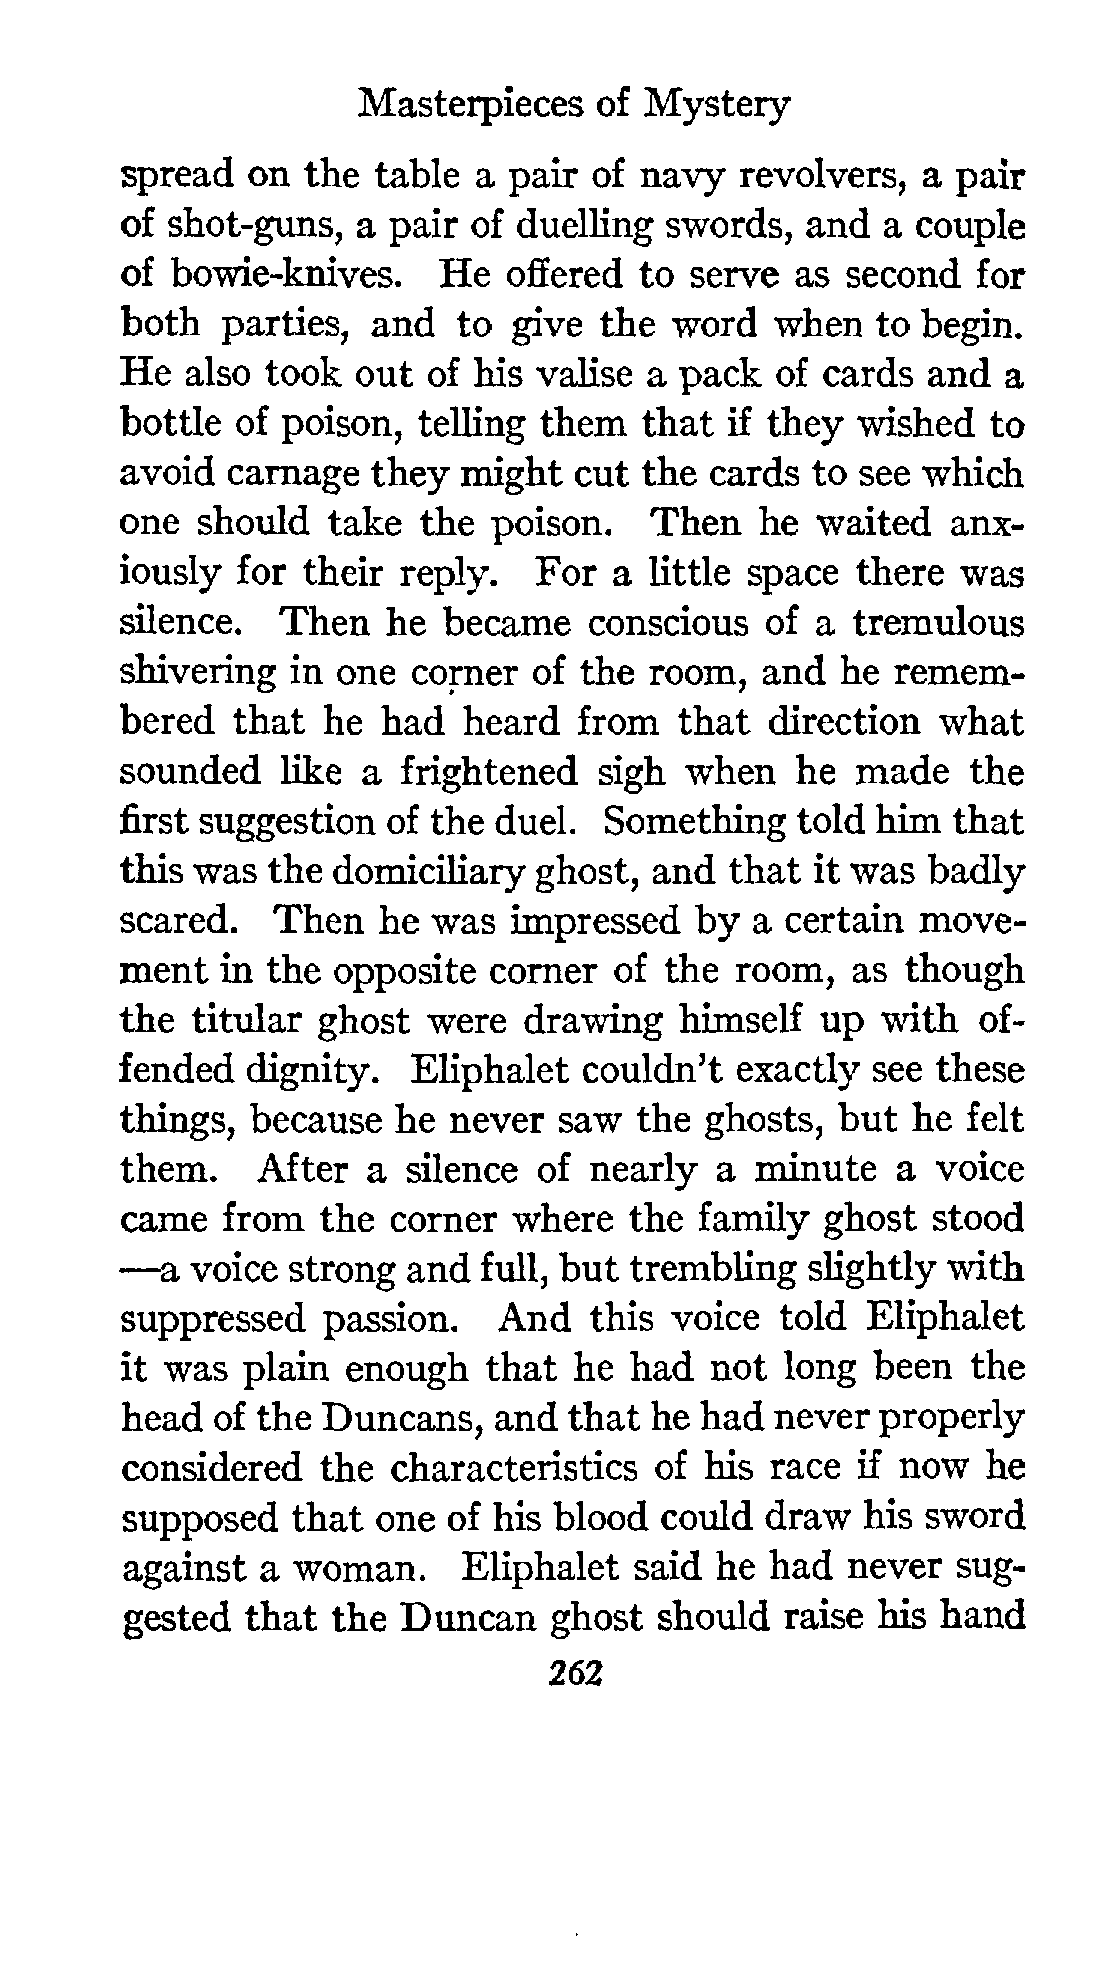 Masterpieces of Mystery
spread on the table a pair of navy revolvers, a pair
of shot-guns, a pair of duelling swords, and a couple
of bowie-knives. He offered to serve as second for
both parties, and to give the word when to begin.
He also took out of his valise a pack of cards and a
bottle of poison, telling them that if they wished to
avoid carnage they might cut the cards to see which
one should take the poison. Then he waited anx-
iously for their reply. For a little space there was
silence. Then he became conscious of a tremulous
shivering in one corner of the room, and he remem-
bered that he had heard from that direction what
sounded like a frightened sigh when he made the
first suggestion of the duel. Something told him that
this was the domiciliary ghost, and that it was badly
scared. Then he was impressed by a certain move-
ment in the opposite corner of the room, as though
the titular ghost were drawing himself up with of-
fended dignity. Eliphalet couldn't exactly see these
things, because he never saw the ghosts, but he felt
them. After a silence of nearly a minute a voice
came from the corner where the family ghost stood
—a voice strong and full, but trembling slightly with
suppressed passion. And this voice told Eliphalet
it was plain enough that he had not long been the
head of the Duncans, and that he had never properly
considered the characteristics of his race if now he
supposed that one of his blood could draw his sword
against a woman. Eliphalet said he had never sug-
gested that the Duncan ghost should raise his hand
262